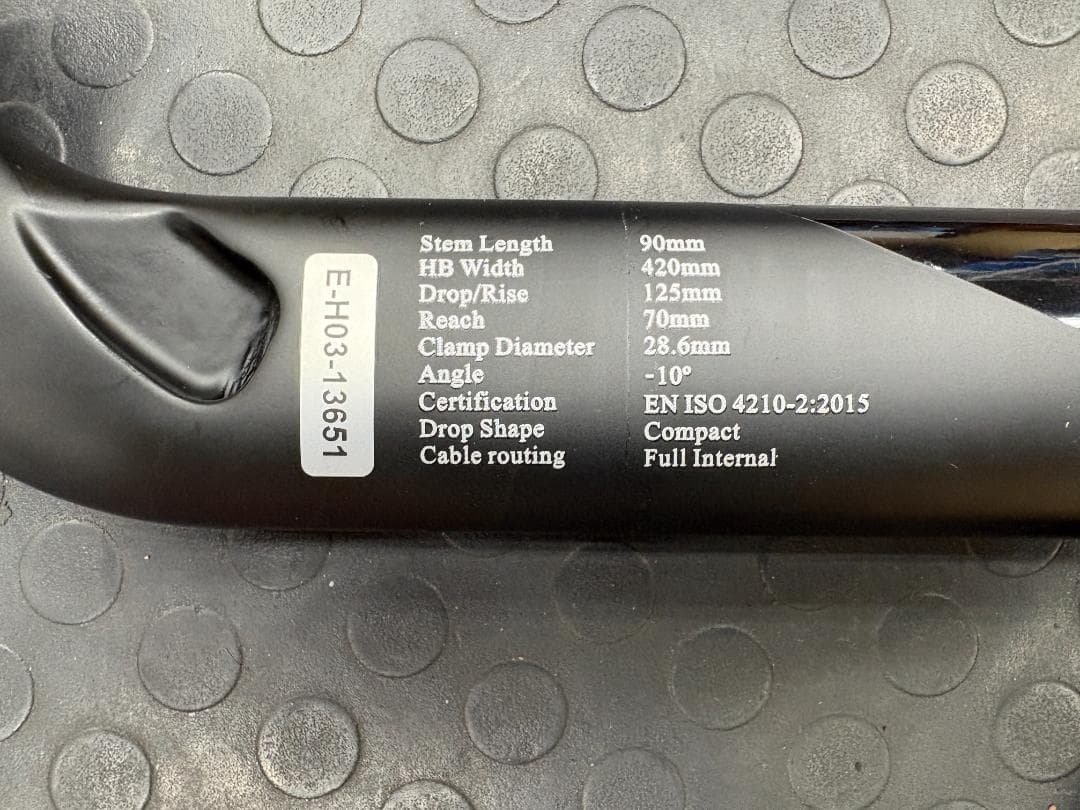 E-H03-13651
Stem Length 90mm
HB Width 420mm
Drop/Rise 125mm
Reach 70mm
Clamp Diameter 28.6mm
Angle -10º
Certification EN ISO 4210-2:2015
Drop Shape Compact
Cable routing Full Internal